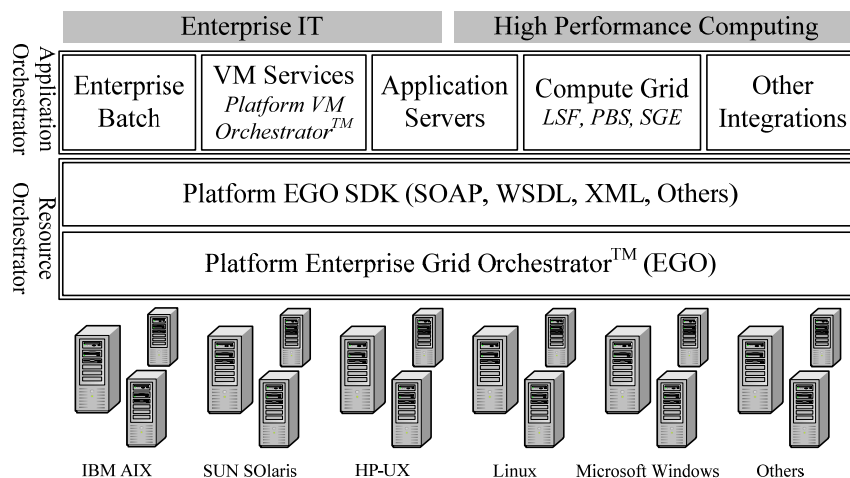 Enterprise IT
High Performance Computing
Application
Orchestrator
Enterprise
Batch
VM Services
Platform VM
Orchestrator™
Application
Servers
Compute Grid
LSF, PBS, SGE
Other
Integrations
Resource
Orchestrator
Platform EGO SDK (SOAP, WSDL, XML, Others)
Platform Enterprise Grid Orchestrator™ (EGO)
IBM AIX
SUN SOlaris
HP-UX
Linux
Microsoft Windows
Others